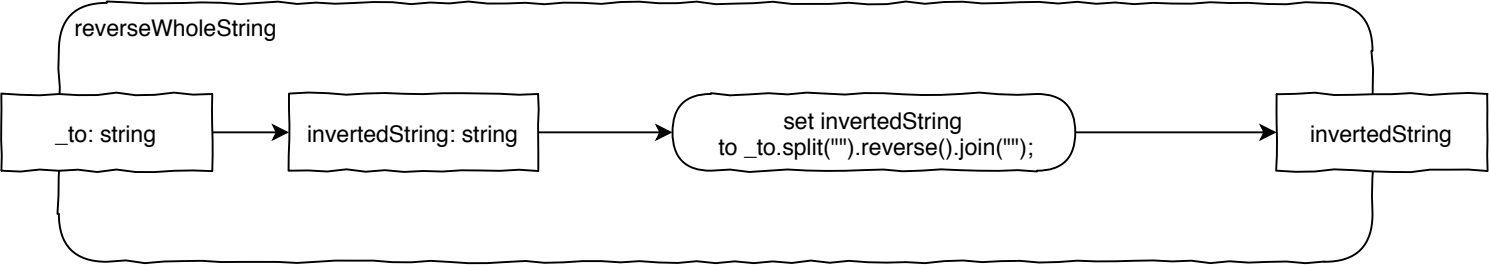 reverseWholeString
_to: string
invertedString: string
set invertedString
to _to.split("").reverse().join("");
invertedString